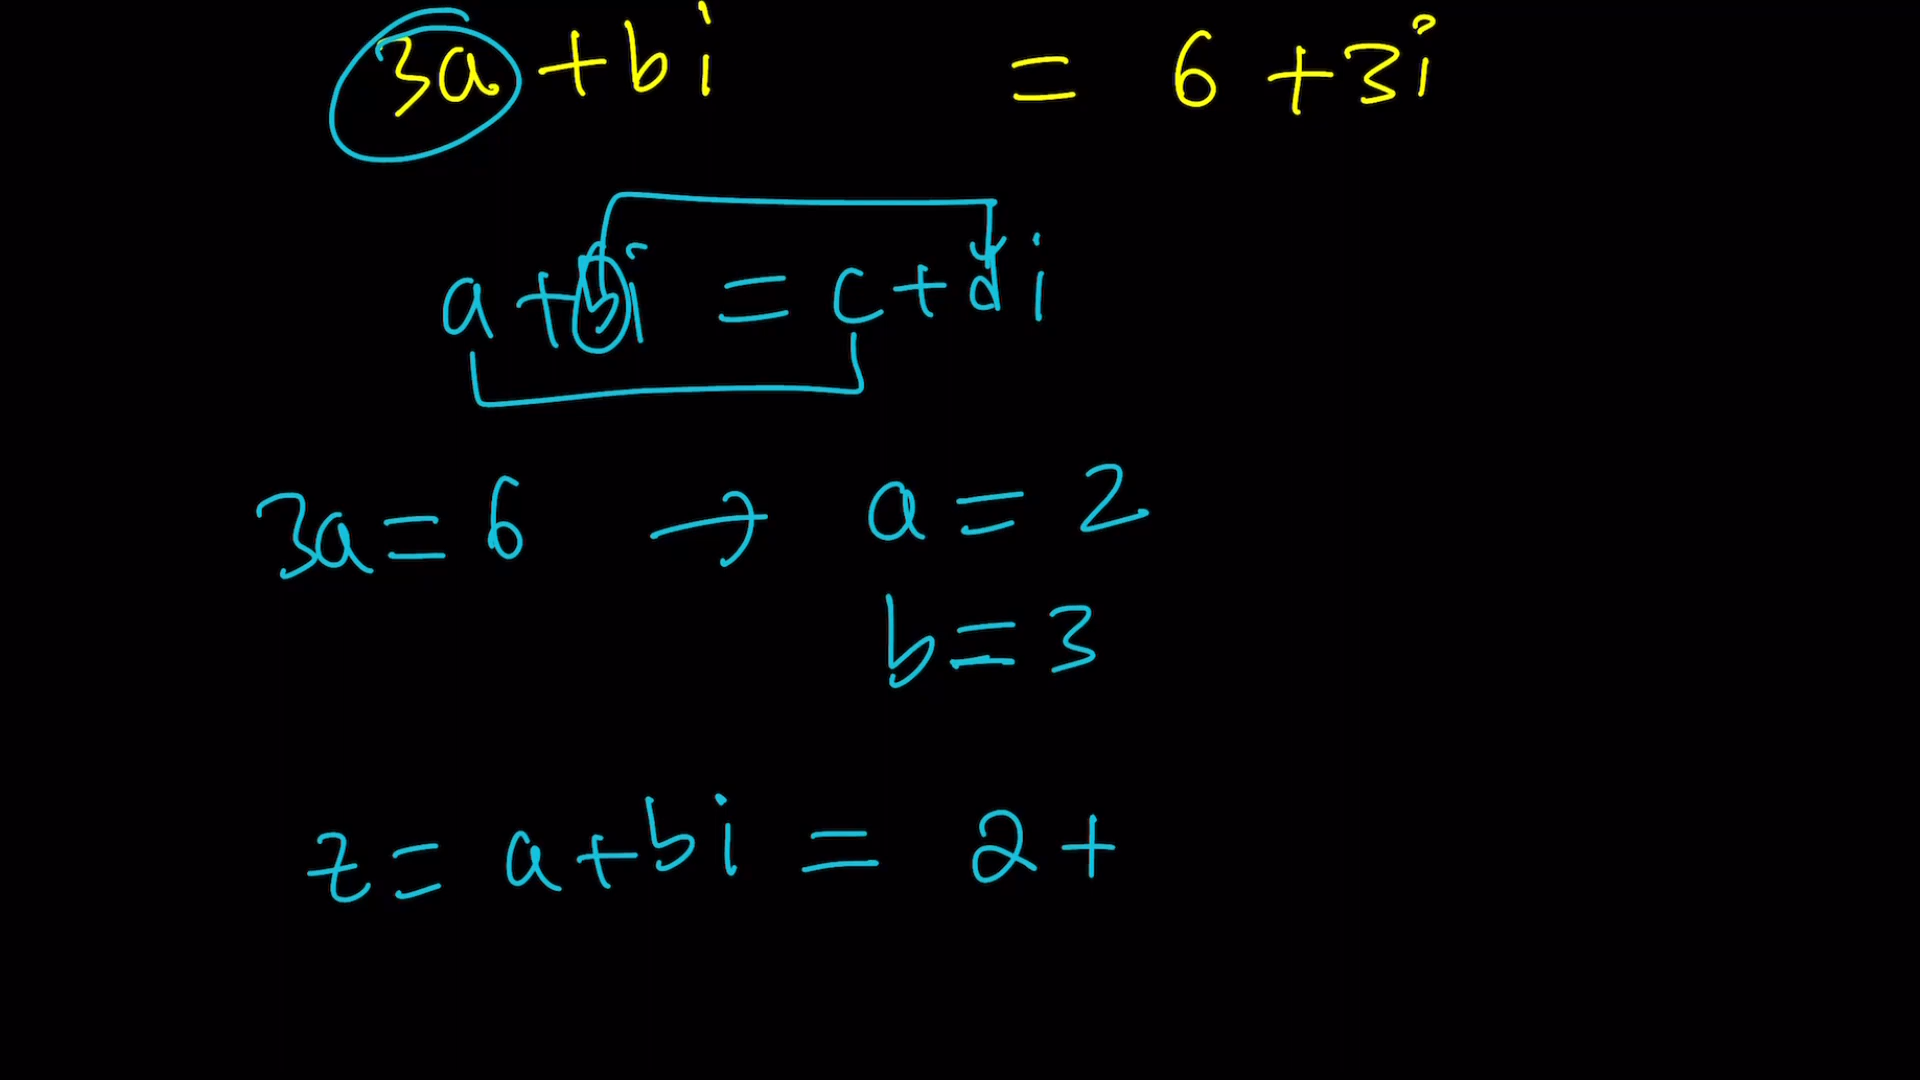 3a + bi = 6 + 3i
a + bi = c + di
3a = 6 → a = 2
b = 3
z = a + bi = 2 +